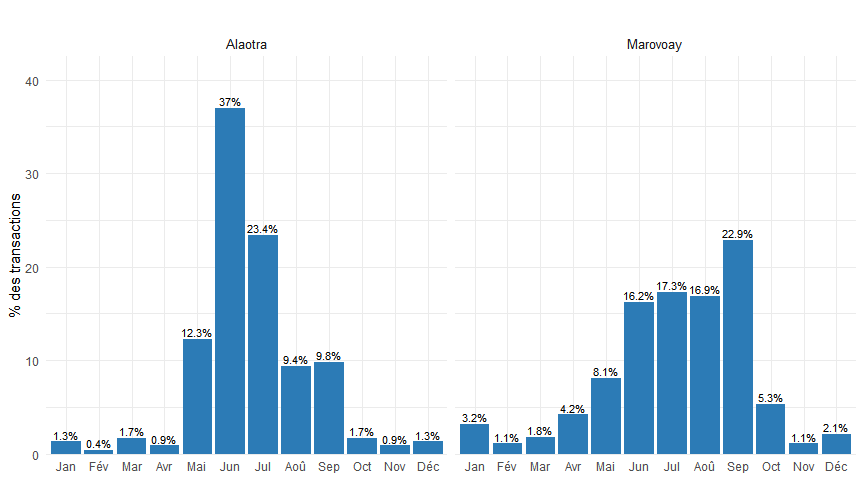 Alaotra
Marovoay
% des transactions
40
30
20
10
0
1.3% 0.4% 1.7% 0.9% 12.3% 37% 23.4% 9.4% 9.8% 1.7% 0.9% 1.3%
Jan Fév Mar Avr Mai Jun Jul Aoû Sep Oct Nov Déc
3.2% 1.1% 1.8% 4.2% 8.1% 16.2% 17.3% 16.9% 22.9% 5.3% 1.1% 2.1%
Jan Fév Mar Avr Mai Jun Jul Aoû Sep Oct Nov Déc